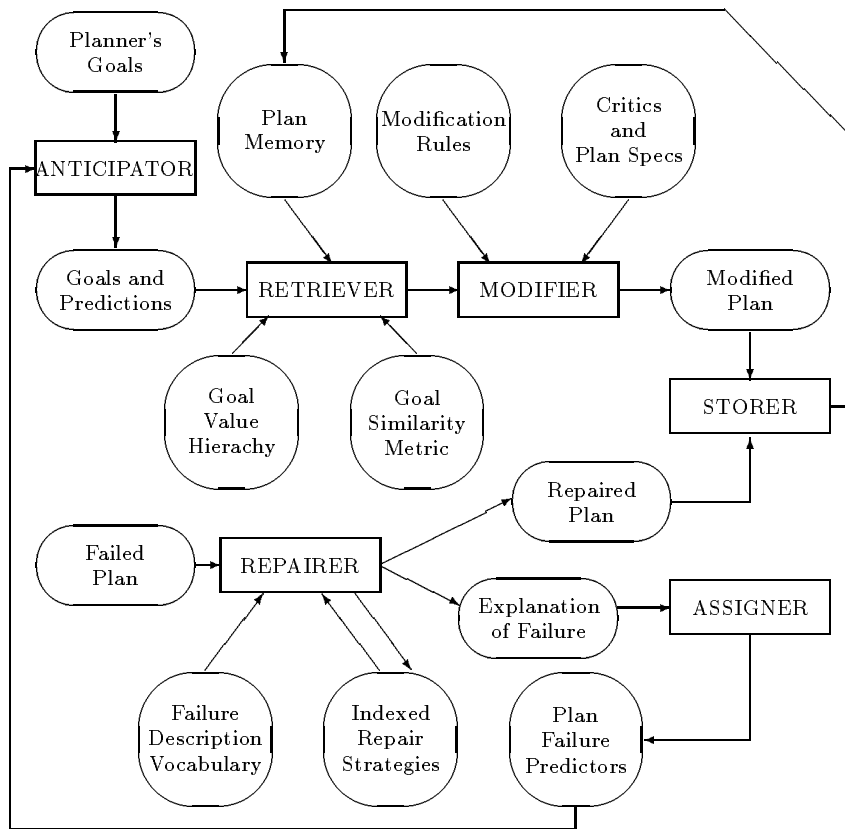 Planner's
Goals
Plan
Memory
Modification
Rules
Critics
and
Plan Specs
ANTICIPATOR
Goals and
Predictions
RETRIEVER
MODIFIER
Modified
Plan
Goal
Value
Hierachy
Goal
Similarity
Metric
STORER
Repaired
Plan
Failed
Plan
REPAIRER
Explanation
of Failure
ASSIGNER
Failure
Description
Vocabulary
Indexed
Repair
Strategies
Plan
Failure
Predictors